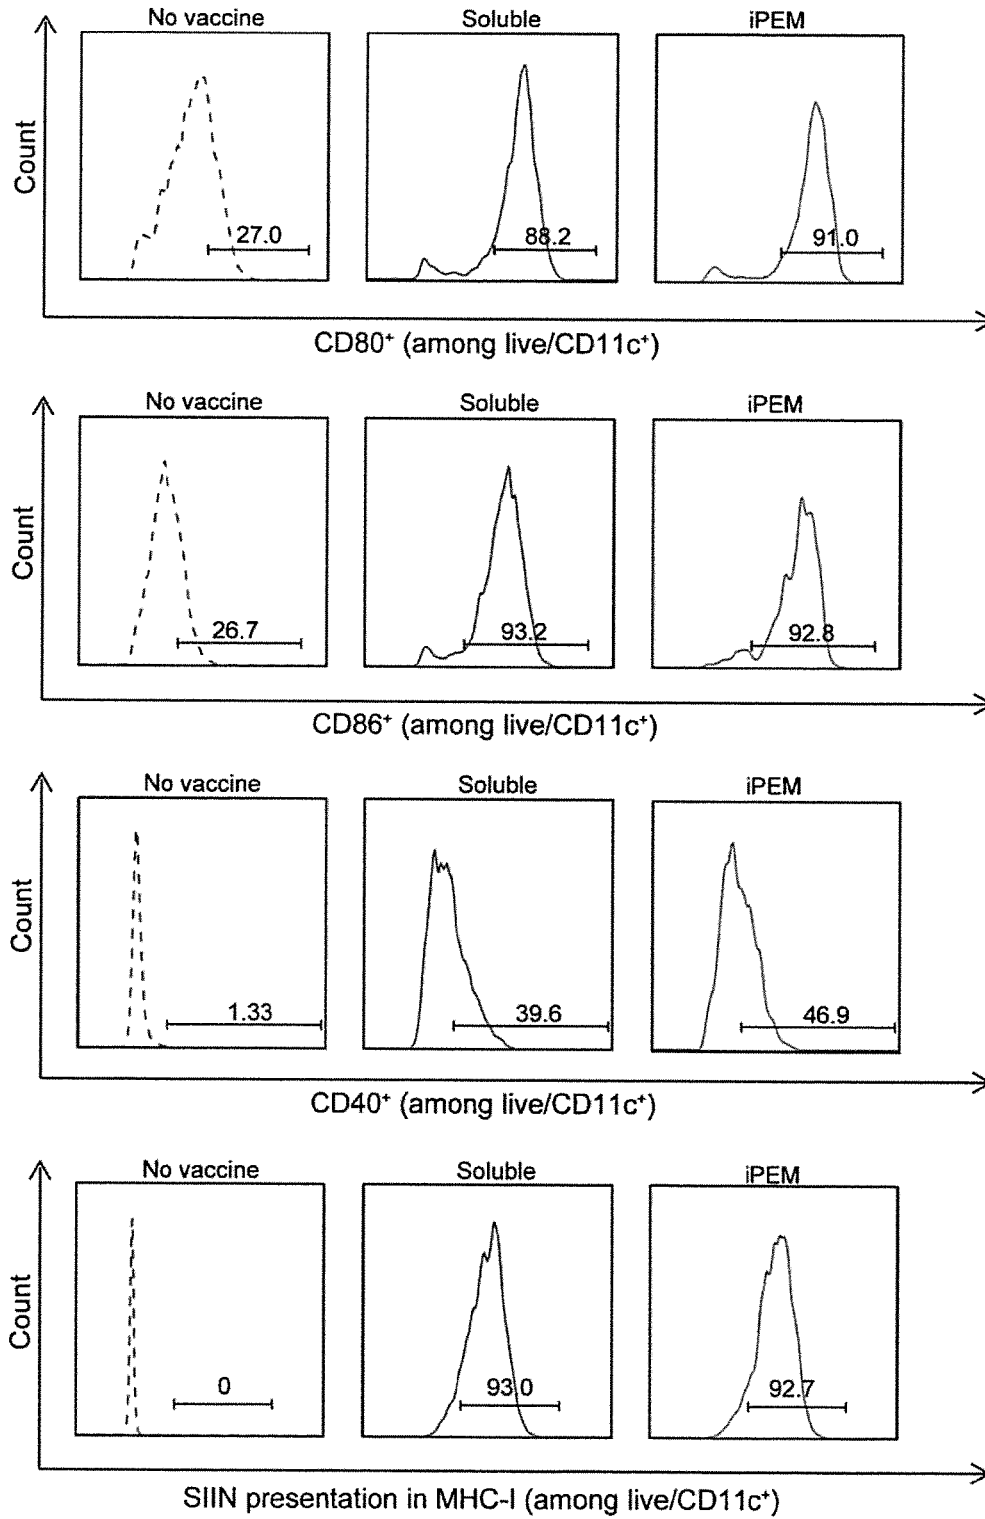 No vaccine Soluble iPEM
Count
27.0 88.2 91.0
CD80⁺ (among live/CD11c⁺)
No vaccine Soluble iPEM
Count
26.7 93.2 92.8
CD86⁺ (among live/CD11c⁺)
No vaccine Soluble iPEM
Count
1.33 39.6 46.9
CD40⁺ (among live/CD11c⁺)
No vaccine Soluble iPEM
Count
0 93.0 92.7
SIIN presentation in MHC-I (among live/CD11c⁺)